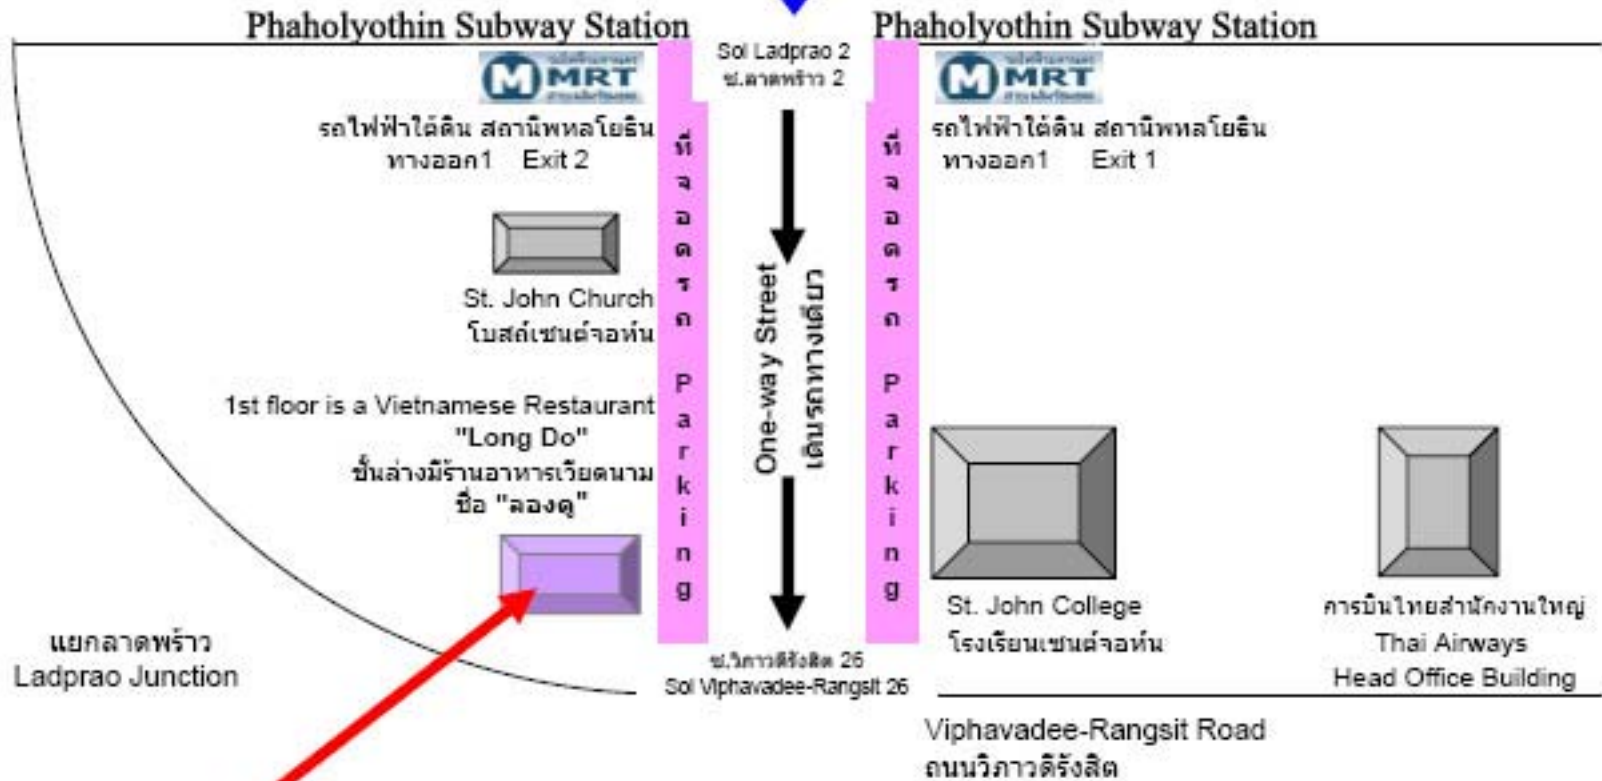 Phaholyothin Subway Station
Phaholyothin Subway Station
Soi Ladprao 2
ซ.ลาดพร้าว 2
MRT
MRT
รถไฟฟ้าใต้ดิน สถานีพหลโยธิน
ทางออก1 Exit 2
รถไฟฟ้าใต้ดิน สถานีพหลโยธิน
ทางออก1 Exit 1
ที่จอดรถ Parking
ที่จอดรถ Parking
One-way Street
เดินรถทางเดียว
St. John Church
โบสถ์เซนต์จอห์น
1st floor is a Vietnamese Restaurant
"Long Do"
ชั้นล่างมีร้านอาหารเวียดนาม
ชื่อ "ลองดู"
St. John College
โรงเรียนเซนต์จอห์น
การบินไทยสำนักงานใหญ่
Thai Airways
Head Office Building
แยกลาดพร้าว
Ladprao Junction
ซ.วิภาวดีรังสิต 26
Soi Viphavadee-Rangsit 26
Viphavadee-Rangsit Road
ถนนวิภาวดีรังสิต